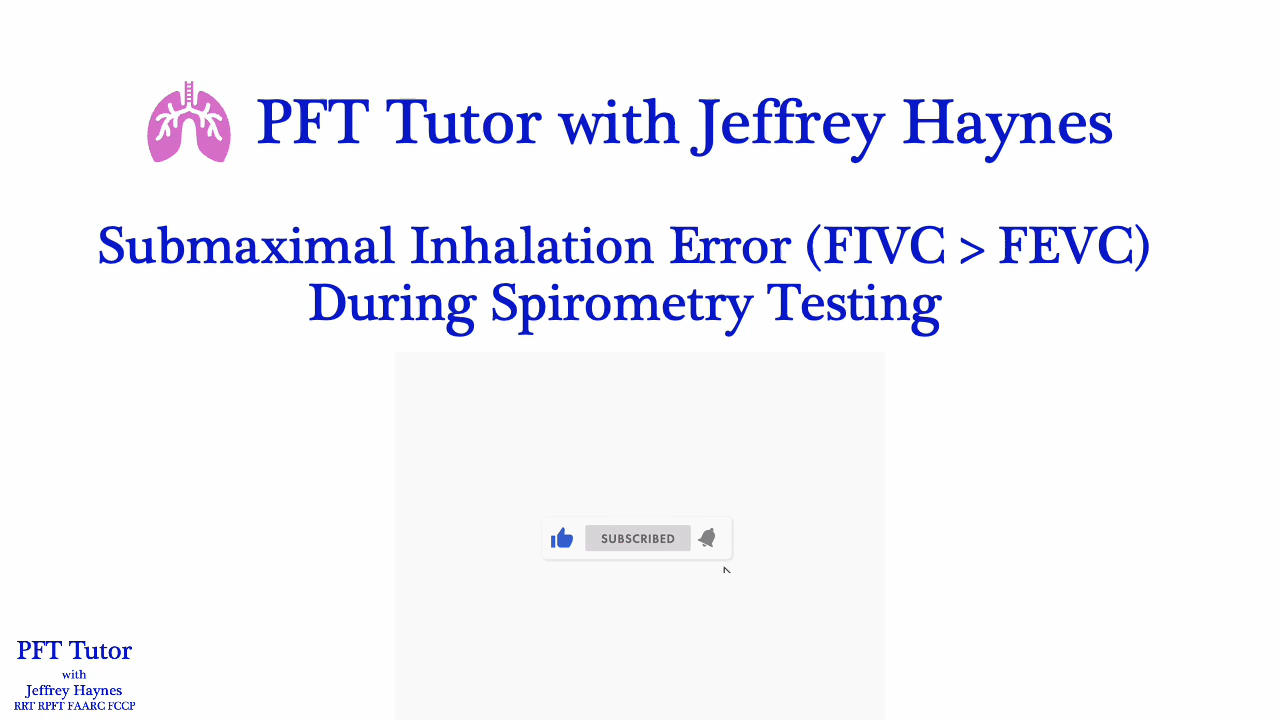 PFT Tutor with Jeffrey Haynes
Submaximal Inhalation Error (FIVC > FEVC)
During Spirometry Testing
SUBSCRIBED
PFT Tutor
with
Jeffrey Haynes
RRT RPFT FAARC FCCP